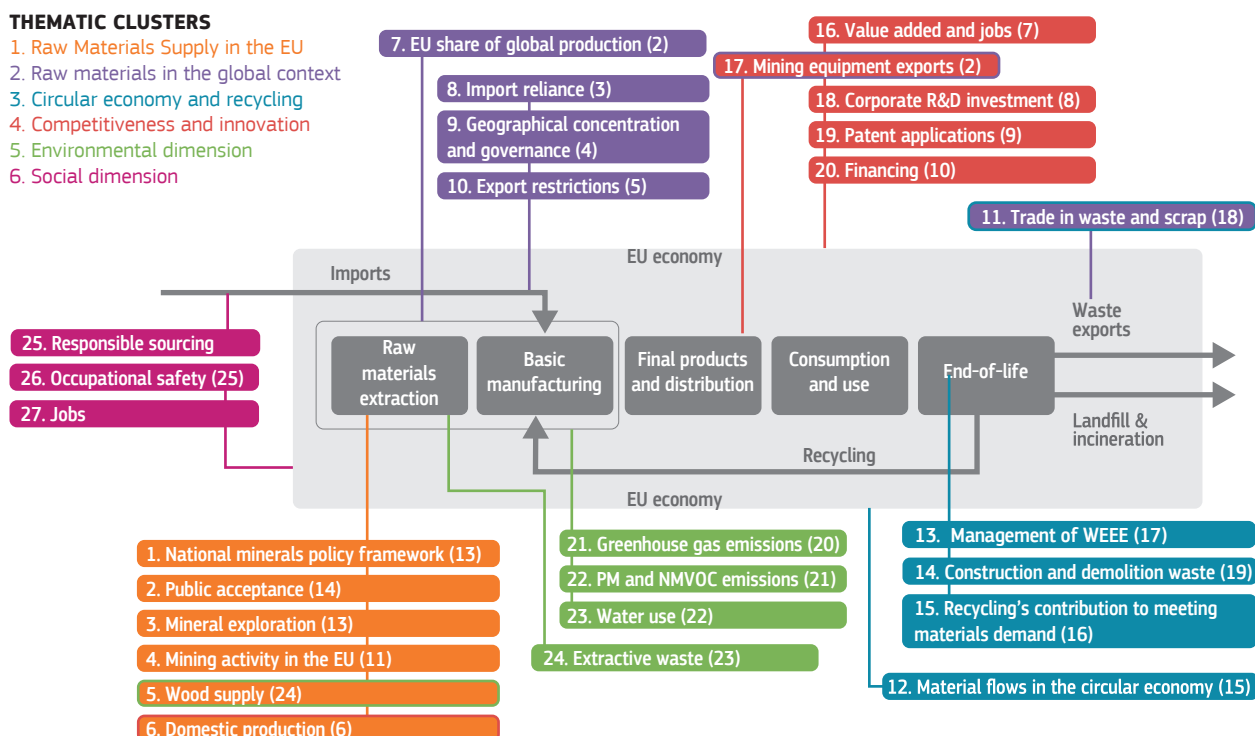 THEMATIC CLUSTERS
1. Raw Materials Supply in the EU
2. Raw materials in the global context
3. Circular economy and recycling
4. Competitiveness and innovation
5. Environmental dimension
6. Social dimension
7. EU share of global production (2)
8. Import reliance (3)
9. Geographical concentration
and governance (4)
10. Export restrictions (5)
16. Value added and jobs (7)
17. Mining equipment exports (2)
18. Corporate R&D investment (8)
19. Patent applications (9)
20. Financing (10)
11. Trade in waste and scrap (18)
EU economy
Imports
Waste
exports
25. Responsible sourcing
26. Occupational safety (25)
27. Jobs
Raw
materials
extraction
Basic
manufacturing
Final products
and distribution
Consumption
and use
End-of-life
Landfill &
incineration
Recycling
EU economy
1. National minerals policy framework (13)
2. Public acceptance (14)
3. Mineral exploration (13)
4. Mining activity in the EU (11)
5. Wood supply (24)
6. Domestic production (6)
21. Greenhouse gas emissions (20)
22. PM and NMVOC emissions (21)
23. Water use (22)
24. Extractive waste (23)
13. Management of WEEE (17)
14. Construction and demolition waste (19)
15. Recycling's contribution to meeting
materials demand (16)
12. Material flows in the circular economy (15)